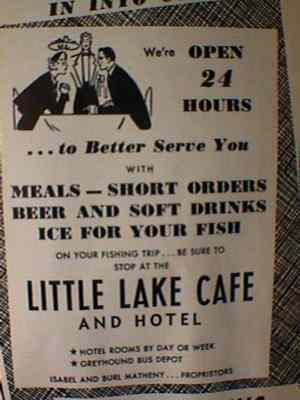 IN INTO
We're OPEN
24
HOURS
...to Better Serve You
WITH
MEALS — SHORT ORDERS
BEER AND SOFT DRINKS
ICE FOR YOUR FISH
ON YOUR FISHING TRIP... BE SURE TO
STOP AT THE
LITTLE LAKE CAFE
AND HOTEL
★ HOTEL ROOMS BY DAY OR WEEK
★ GREYHOUND BUS DEPOT
ISABEL AND BURL MATHENY... PROPRIETORS